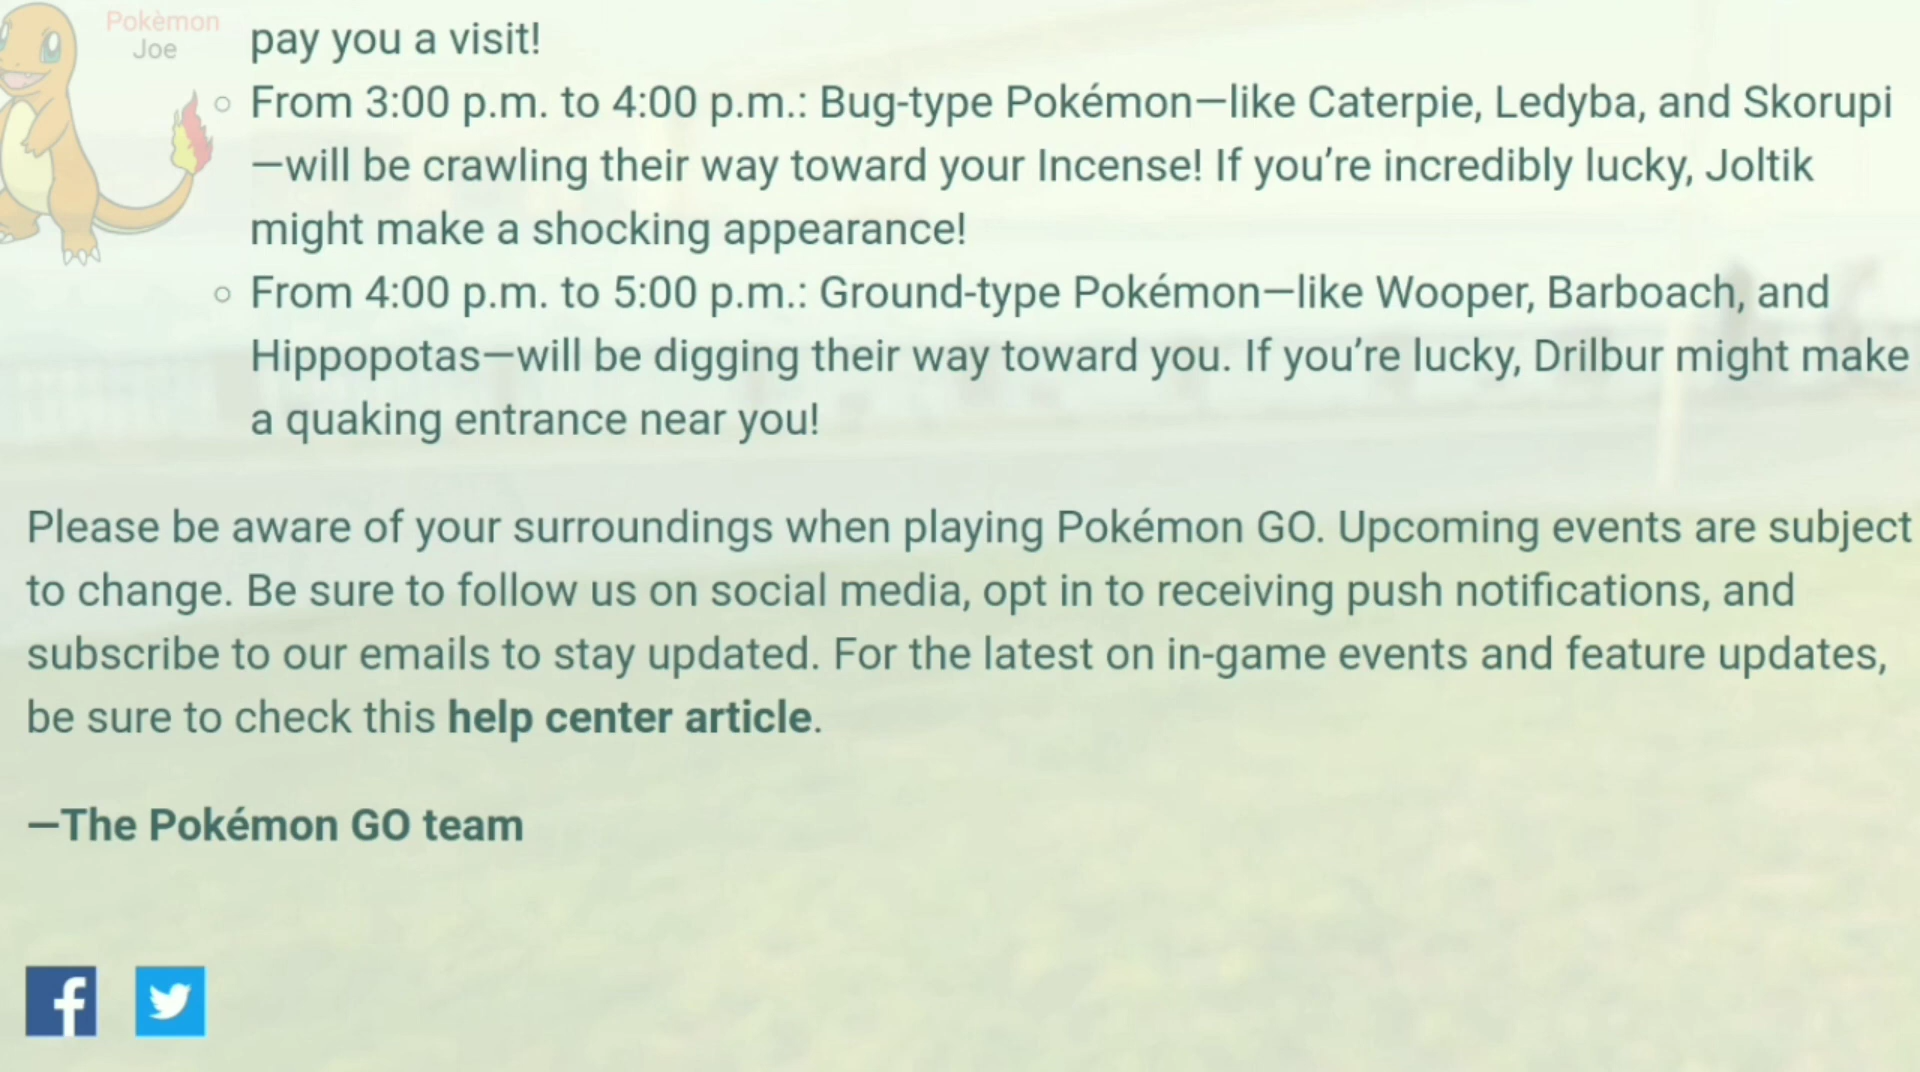 Pokèmon
Joe
pay you a visit!
From 3:00 p.m. to 4:00 p.m.: Bug-type Pokémon—like Caterpie, Ledyba, and Skorupi
—will be crawling their way toward your Incense! If you’re incredibly lucky, Joltik
might make a shocking appearance!
From 4:00 p.m. to 5:00 p.m.: Ground-type Pokémon—like Wooper, Barboach, and
Hippopotas—will be digging their way toward you. If you’re lucky, Drilbur might make
a quaking entrance near you!
Please be aware of your surroundings when playing Pokémon GO. Upcoming events are subject
to change. Be sure to follow us on social media, opt in to receiving push notifications, and
subscribe to our emails to stay updated. For the latest on in-game events and feature updates,
be sure to check this help center article.
—The Pokémon GO team